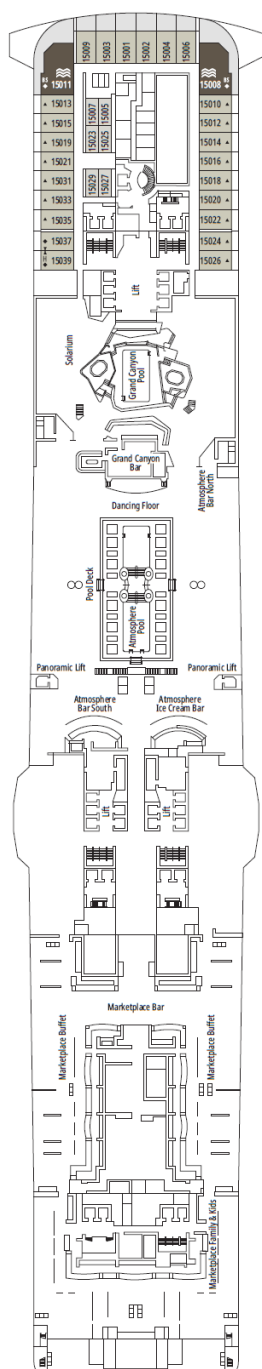 15009
15003
15001
15002
15004
15006
BS
15011
15008
BS
15013
15007
15005
15010
15015
15012
15019
15023
15025
15014
15021
15016
15031
15029
15027
15018
15033
15020
15035
15022
15037
15024
15039
15026
Lift
Solarium
Grand Canyon
Pool
Grand Canyon
Bar
Atmosphere
Bar North
Dancing Floor
Pool Deck
Atmosphere
Pool
Panoramic Lift
Panoramic Lift
Atmosphere
Bar South
Atmosphere
Ice Cream Bar
Lift
Lift
Marketplace Bar
Marketplace Buffet
Marketplace Buffet
Marketplace Family & Kids